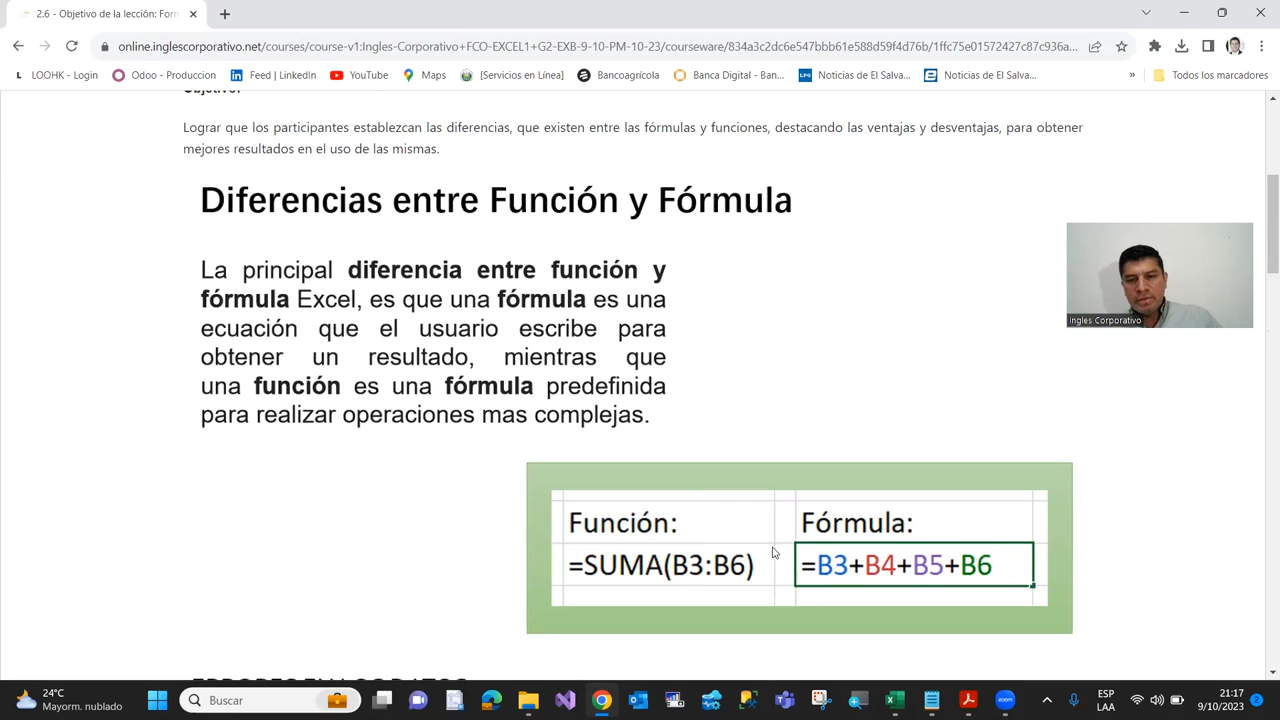 2.6 - Objetivo de la lección: Forn
online.inglescorporativo.net/courses/course-v1:Ingles-Corporativo+FCO-EXCEL1+G2-EXB-9-10-PM-10-23/courseware/834a3c2dc6e547bbb61e588d59f4d76b/1ffc75e01572427c876936a...
LOOHK - Login
Odoo - Produccion
Feed | LinkedIn
YouTube
Maps
[Servicios en Línea]
Bancoagrícola
Banca Digital - Ban...
LPG
Noticias de El Salva...
Noticias de El Salva...
»
Todos los marcadores
Objetivo:
Lograr que los participantes establezcan las diferencias, que existen entre las fórmulas y funciones, destacando las ventajas y desventajas, para obtener
mejores resultados en el uso de las mismas.
Diferencias entre Función y Fórmula
La principal diferencia entre función y
fórmula Excel, es que una fórmula es una
ecuación que el usuario escribe para
obtener un resultado, mientras que
una función es una fórmula predefinida
para realizar operaciones mas complejas.
Ingles Corporativo
Función:
Fórmula:
=SUMA(B3:B6)
=B3+B4+B5+B6
24°C
Mayorm. nublado
Buscar
ESP
LAA
21:17
9/10/2023